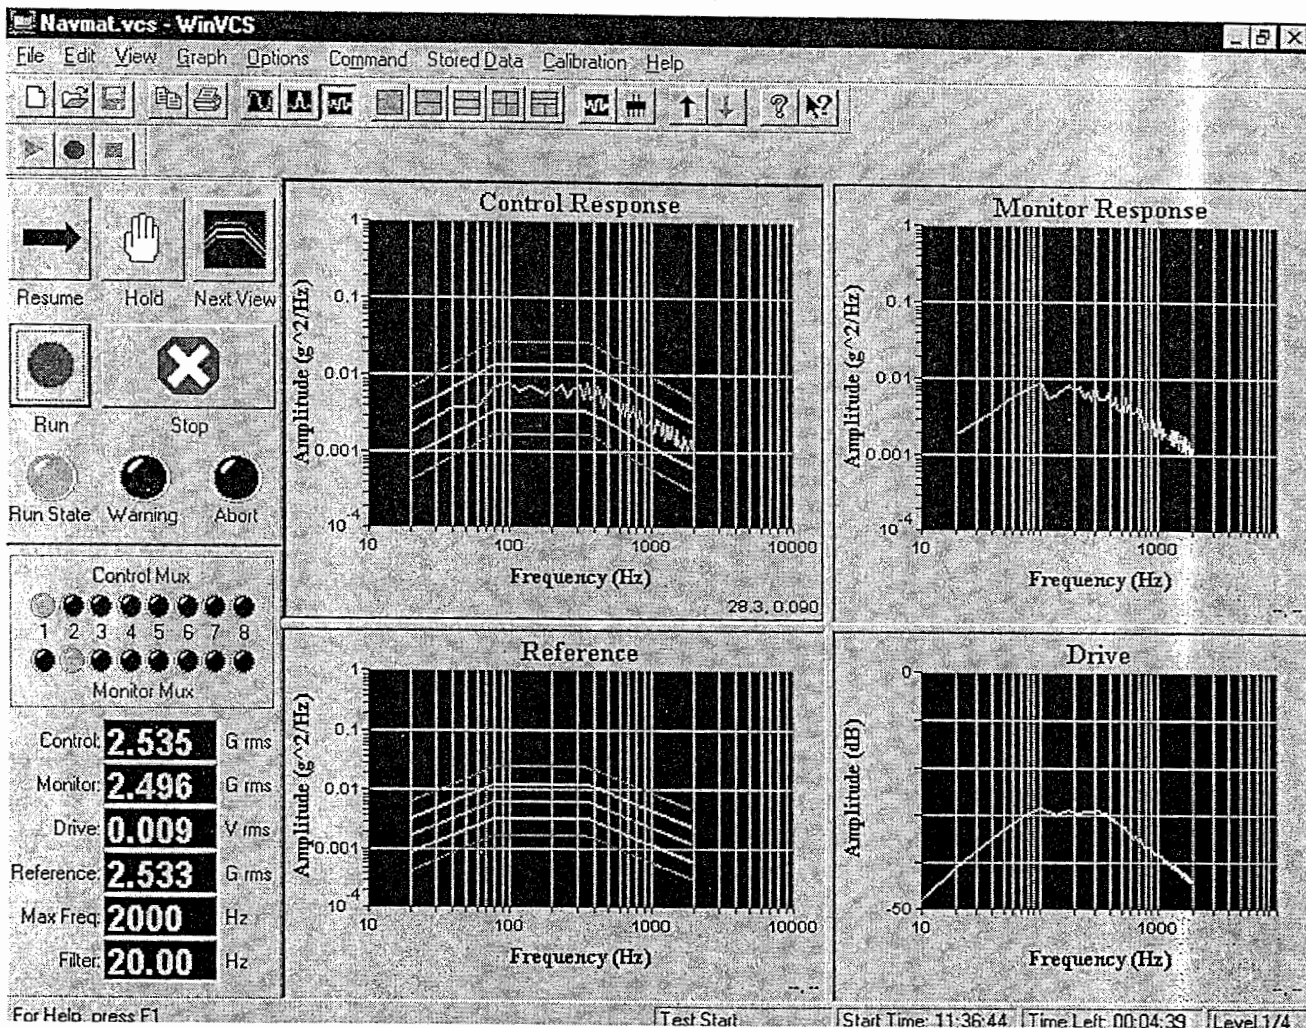 Navmat.vcs - WinVCS
File Edit View Graph Options Command Stored Data Calibration Help
Resume Hold Next View
Run Stop
Run State Warning Abort
Control Mux
1 2 3 4 5 6 7 8
Monitor Mux
Control: 2.535 G rms
Monitor: 2.496 G rms
Drive: 0.009 V rms
Reference: 2.533 G rms
Max Freq: 2000 Hz
Filter: 20.00 Hz
Control Response
Amplitude (g^2/Hz)
1
0.1
0.01
0.001
10^-4
10 100 1000 10000
Frequency (Hz)
28.3, 0.090
Monitor Response
Amplitude (g^2/Hz)
1
0.1
0.01
0.001
10^-4
10 1000
Frequency (Hz)
--.--
Reference
Amplitude (g^2/Hz)
1
0.1
0.01
0.001
10^-4
10 100 1000 10000
Frequency (Hz)
--.--
Drive
Amplitude (dB)
0
-50
10 1000
Frequency (Hz)
--.--
For Help, press F1
Test Start
Start Time: 11:36:44
Time Left: 00:04:39
Level 1/4